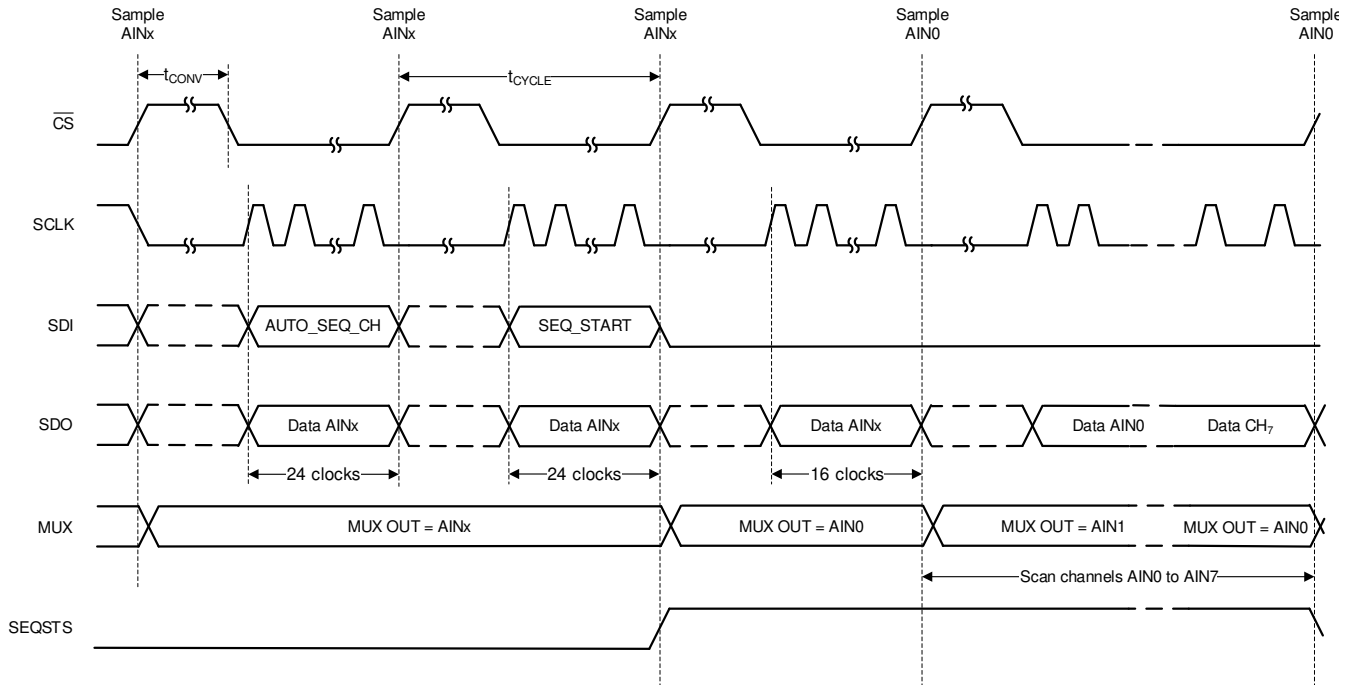 Sample AINx
Sample AINx
Sample AINx
Sample AIN0
Sample AIN0
tCONV
tCYCLE
CS
SCLK
SDI
AUTO_SEQ_CH
SEQ_START
SDO
Data AINx
Data AINx
Data AINx
Data AIN0
Data CH7
24 clocks
24 clocks
16 clocks
MUX
MUX OUT = AINx
MUX OUT = AIN0
MUX OUT = AIN1
MUX OUT = AIN0
Scan channels AIN0 to AIN7
SEQSTS